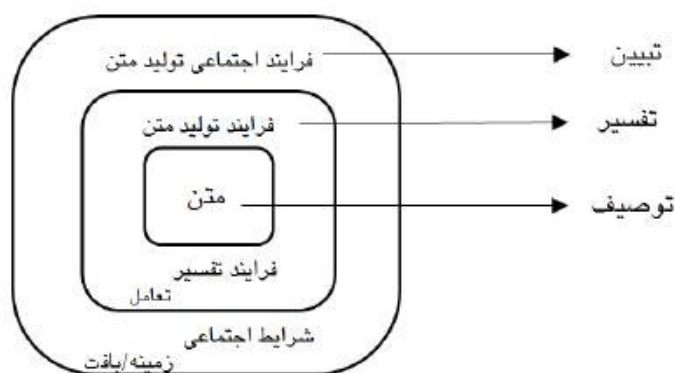 فرایند اجتماعی تولید متن
تبیین
فرایند تولید متن
تفسیر
متن
توصیف
فرایند تفسیر
تعامل
شرایط اجتماعی
زمینه/بافت